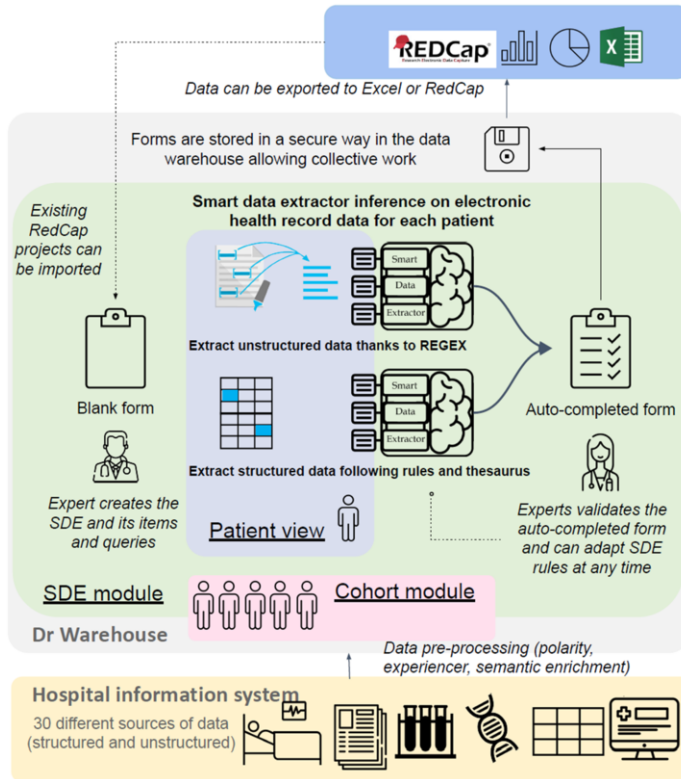 REDCap
Research Electronic Data Capture
Data can be exported to Excel or RedCap
Forms are stored in a secure way in the data
warehouse allowing collective work
Existing
RedCap
projects can
be imported
Smart data extractor inference on electronic
health record data for each patient
Smart
Data
Extractor
Extract unstructured data thanks to REGEX
Blank form
Smart
Data
Extractor
Auto-completed form
Extract structured data following rules and thesaurus
Expert creates the
SDE and its items
and queries
Patient view
Experts validates the
auto-completed form
and can adapt SDE
rules at any time
SDE module
Cohort module
Dr Warehouse
Data pre-processing (polarity,
experiencer, semantic enrichment)
Hospital information system
30 different sources of data
(structured and unstructured)